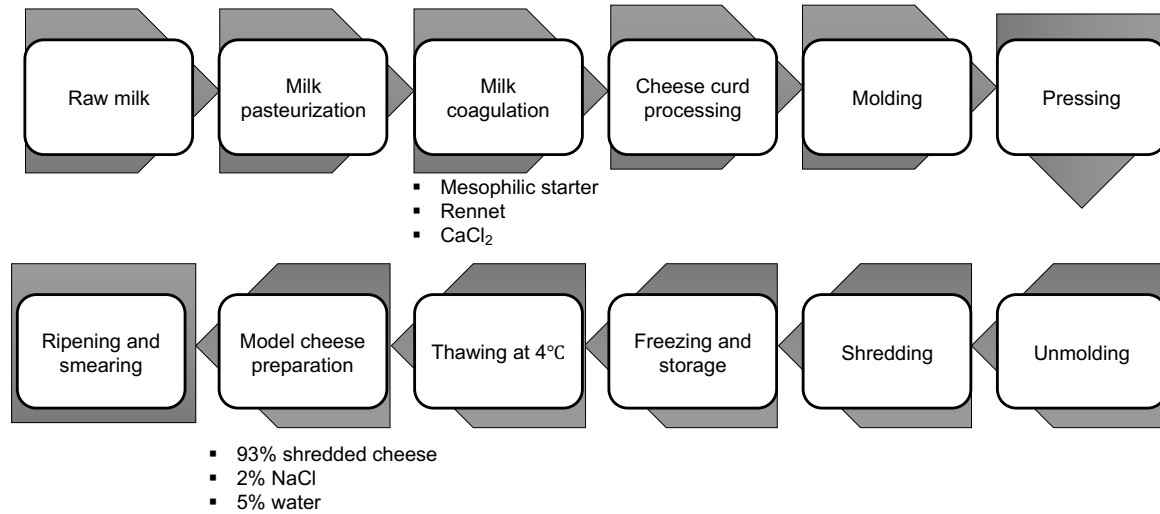 Raw milk
Milk
pasteurization
Milk
coagulation
Cheese curd
processing
Molding
Pressing
▪ Mesophilic starter
▪ Rennet
▪ CaCl₂
Ripening and
smearing
Model cheese
preparation
Thawing at 4℃
Freezing and
storage
Shredding
Unmolding
▪ 93% shredded cheese
▪ 2% NaCl
▪ 5% water